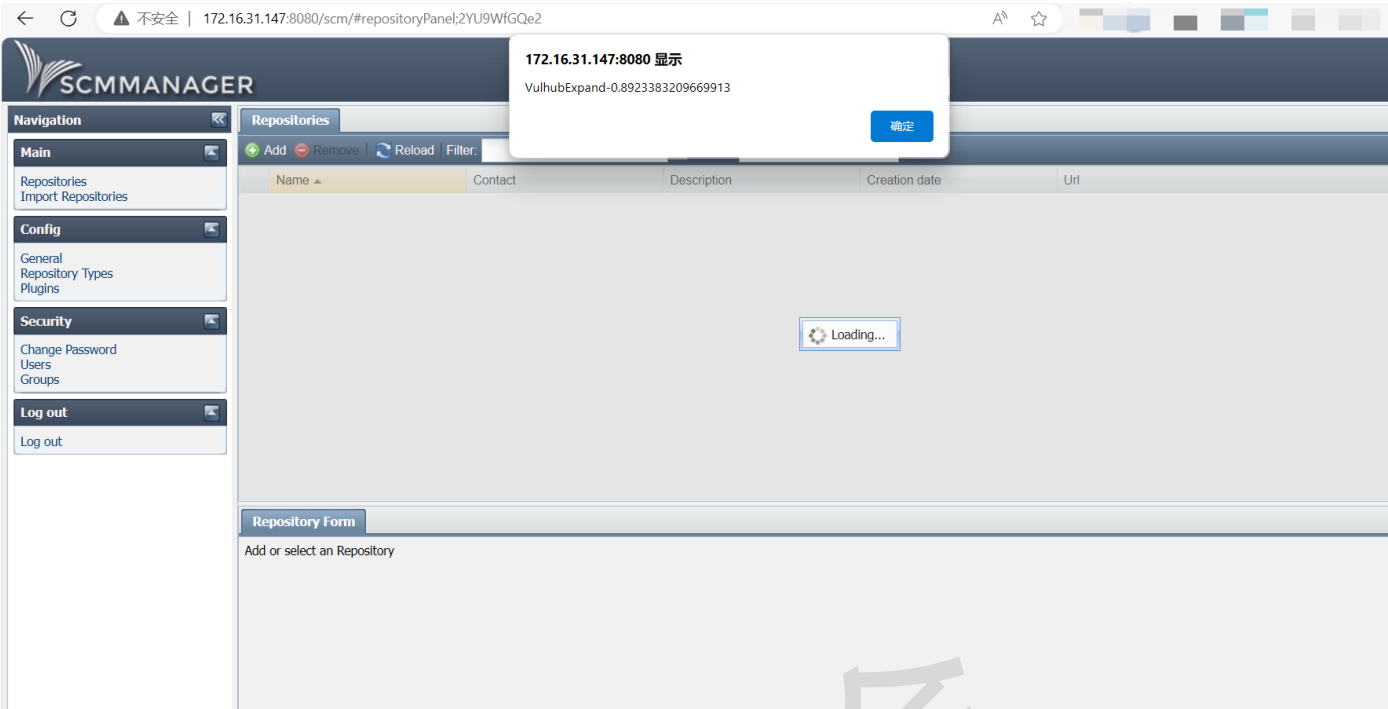 不安全 | 172.16.31.147:8080/scm/#repositoryPanel;2YU9WfGQe2
172.16.31.147:8080 显示
VulhubExpand-0.8923383209669913
确定
SCMMANAGER
Navigation
Main
Repositories
Import Repositories
Config
General
Repository Types
Plugins
Security
Change Password
Users
Groups
Log out
Log out
Repositories
Add Remove Reload Filter:
Name Contact Description Creation date Url
Loading...
Repository Form
Add or select an Repository